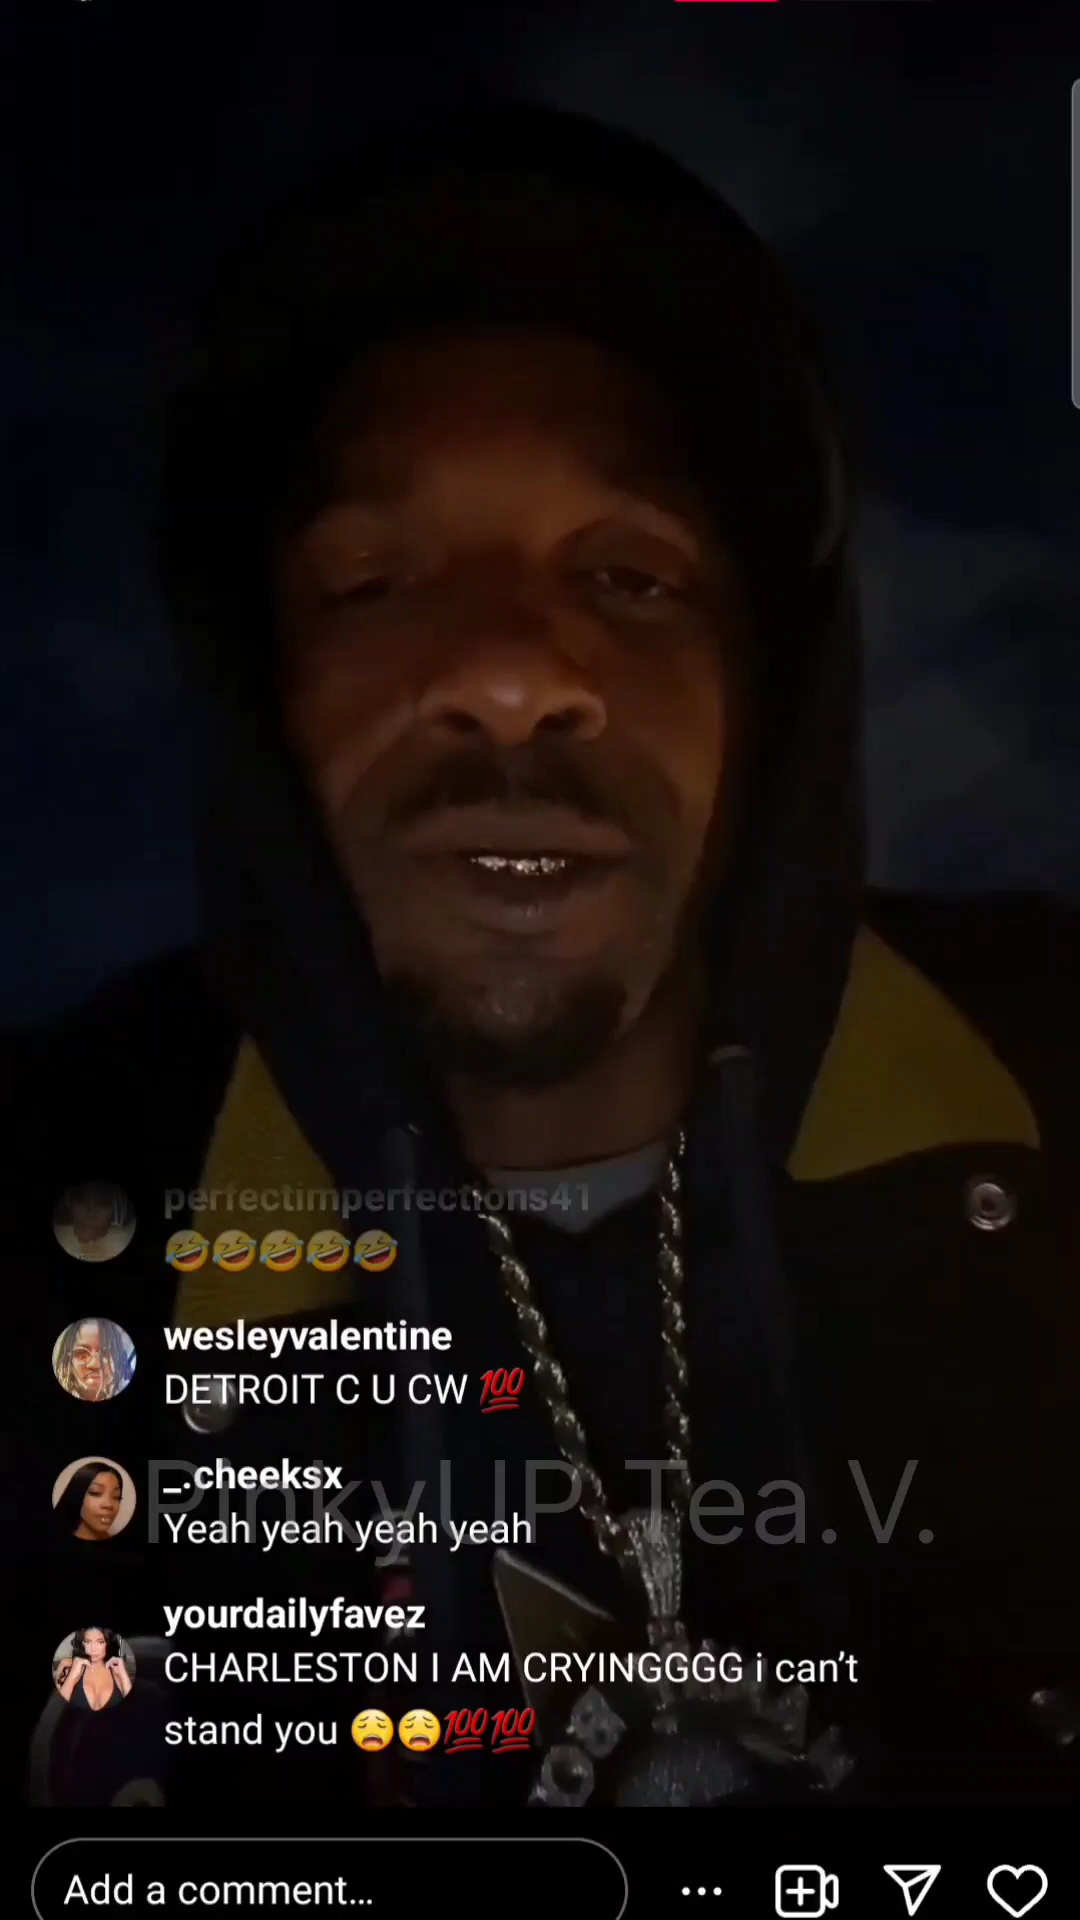 perfectimperfections41
🤣🤣🤣🤣🤣
wesleyvalentine
DETROIT C U CW 💯
_.cheeksx
PinkyUP Tea.V.
Yeah yeah yeah yeah
yourdailyfavez
CHARLESTON I AM CRYINGGGG i can’t
stand you 😩😩💯💯
Add a comment…